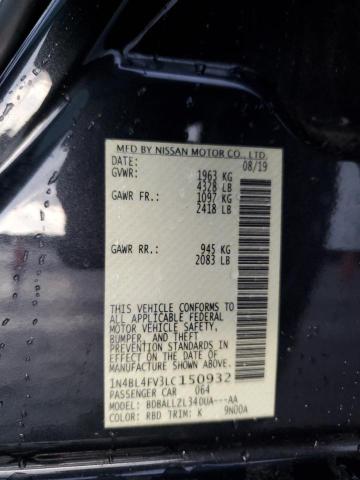 MFD BY NISSAN MOTOR CO., LTD.
DATE: 08/19
GVWR: 1963 KG
4328 LB
GAWR FR: 1097 KG
2418 LB
GAWR RR: 945 KG
2083 LB
THIS VEHICLE CONFORMS TO
ALL APPLICABLE FEDERAL
MOTOR VEHICLE SAFETY,
BUMPER, AND THEFT
PREVENTION STANDARDS
IN EFFECT ON THE DATE OF
MANUFACTURE SHOWN ABOVE.
1N4BL4FV3LC150932
PASSENGER CAR 064
MODEL: BDBALLZL340UA---AA
COLOR: RBD TRIM: K 9N00A